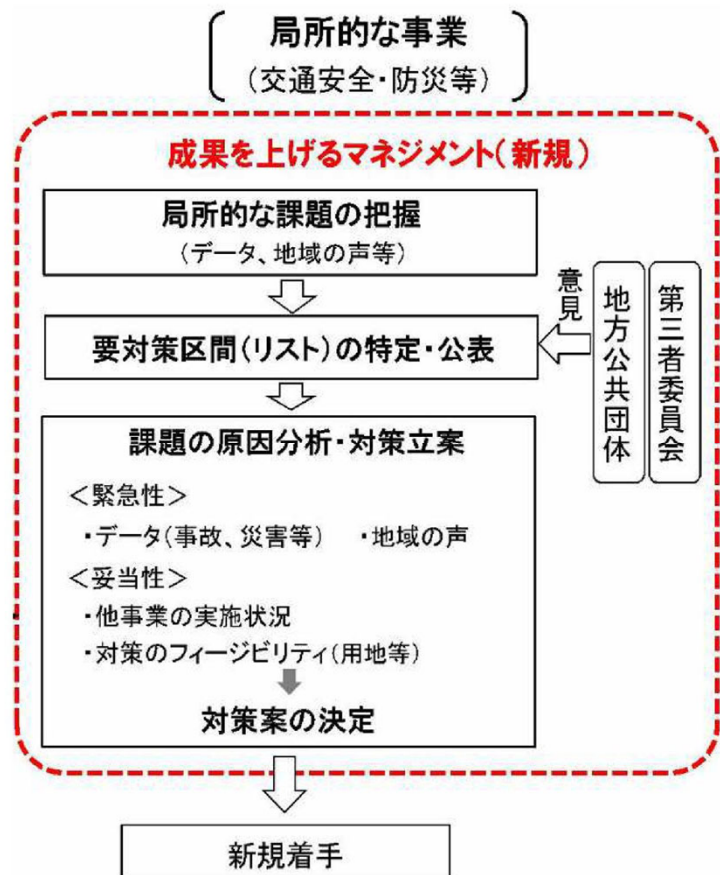 局所的な事業
(交通安全・防災等)
成果を上げるマネジメント(新規)
局所的な課題の把握
(データ、地域の声等)
要対策区間(リスト)の特定・公表
意見
地方公共団体
第三者委員会
課題の原因分析・対策立案
＜緊急性＞
・データ(事故、災害等) ・地域の声
＜妥当性＞
・他事業の実施状況
・対策のフィージビリティ(用地等)
対策案の決定
新規着手